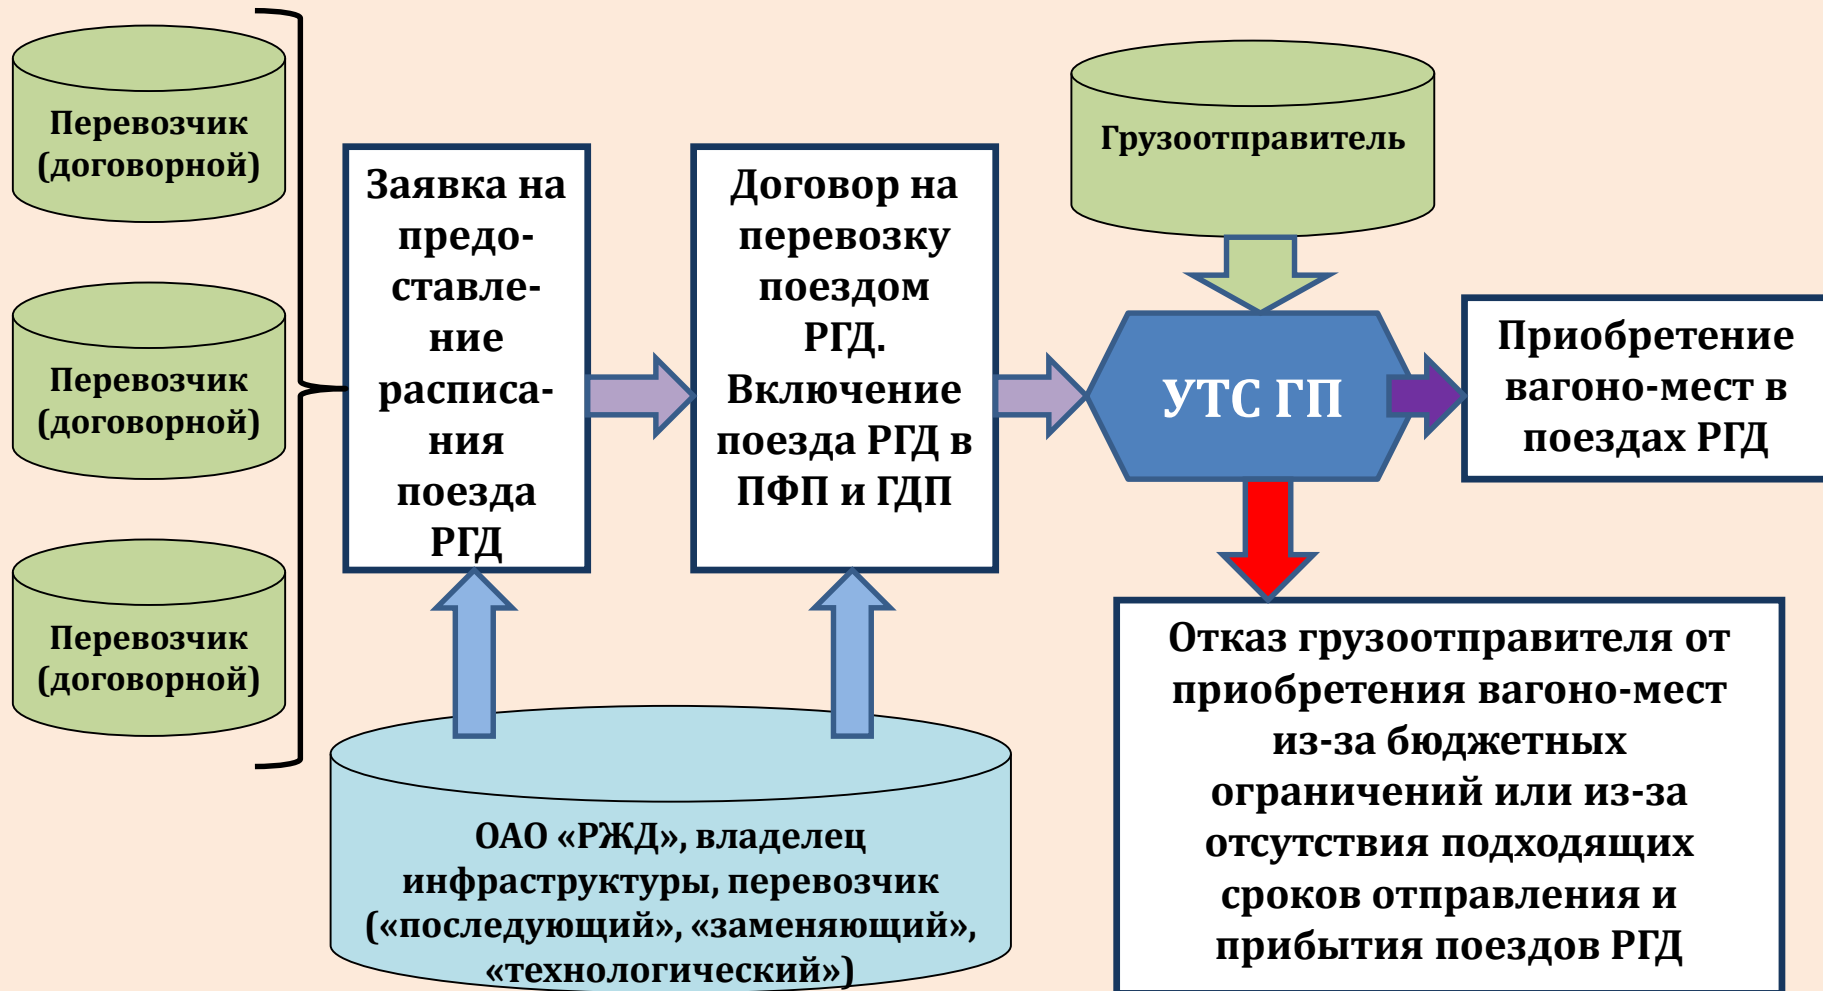 Перевозчик
(договорной)
Перевозчик
(договорной)
Перевозчик
(договорной)
Заявка на
предо-
ставле-
ние
расписа-
ния
поезда
РГД
Договор на
перевозку
поездом
РГД.
Включение
поезда РГД в
ПФП и ГДП
Грузоотправитель
УТС ГП
Приобретение
вагоно-мест в
поездах РГД
Отказ грузоотправителя от
приобретения вагоно-мест
из-за бюджетных
ограничений или из-за
отсутствия подходящих
сроков отправления и
прибытия поездов РГД
ОАО «РЖД», владелец
инфраструктуры, перевозчик
(«последующий», «заменяющий»,
«технологический»)